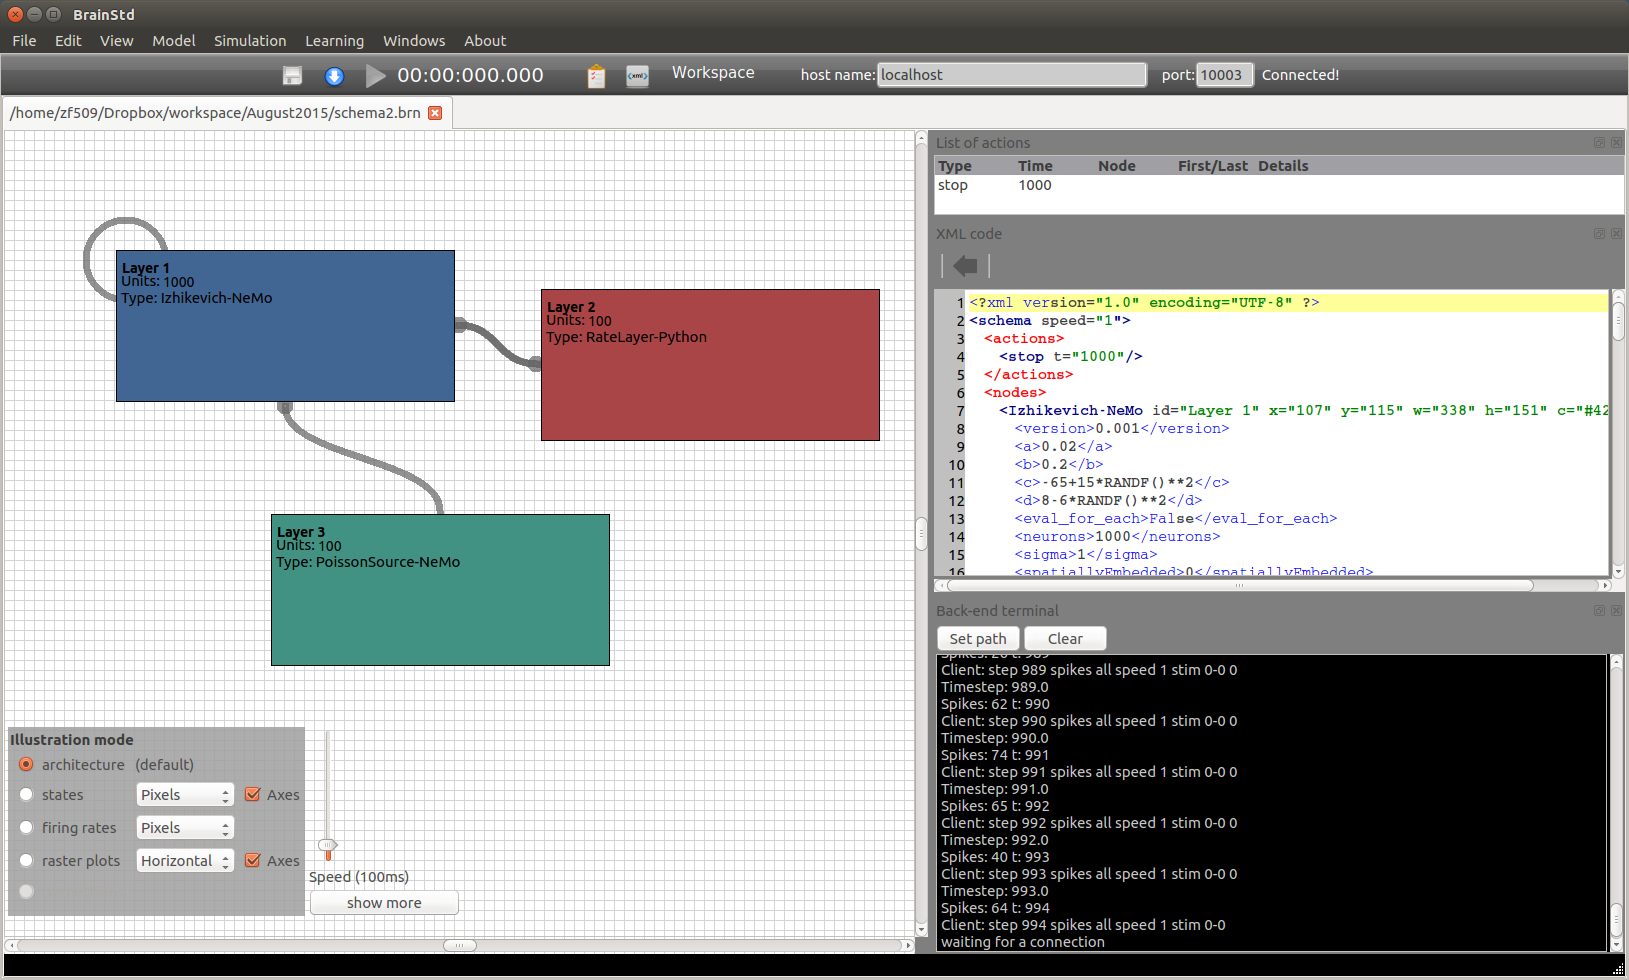 BrainStd
File Edit View Model Simulation Learning Windows About
00:00:000.000 Workspace host name: localhost port: 10003 Connected!
/home/zf509/Dropbox/workspace/August2015/schema2.brn
Layer 1
Units: 1000
Type: Izhikevich-NeMo
Layer 2
Units: 100
Type: RateLayer-Python
Layer 3
Units: 100
Type: PoissonSource-NeMo
Illustration mode
architecture (default)
states Pixels Axes
firing rates Pixels
raster plots Horizontal Axes
Speed (100ms)
show more
List of actions
Type Time Node First/Last Details
stop 1000
XML code
1 <?xml version="1.0" encoding="UTF-8" ?>
2 <schema speed="1">
3 <actions>
4 <stop t="1000"/>
5 </actions>
6 <nodes>
7 <Izhikevich-NeMo id="Layer 1" x="107" y="115" w="338" h="151" c="#42
8 <version>0.001</version>
9 <a>0.02</a>
10 <b>0.2</b>
11 <c>-65+15*RANDF()**2</c>
12 <d>8-6*RANDF()**2</d>
13 <eval_for_each>False</eval_for_each>
14 <neurons>1000</neurons>
15 <sigma>1</sigma>
16 <spatiallyEmbedded>0</spatiallyEmbedded>
Back-end terminal
Set path Clear
Spikes: 20 t: 989
Client: step 989 spikes all speed 1 stim 0-0 0
Timestep: 989.0
Spikes: 62 t: 990
Client: step 990 spikes all speed 1 stim 0-0 0
Timestep: 990.0
Spikes: 74 t: 991
Client: step 991 spikes all speed 1 stim 0-0 0
Timestep: 991.0
Spikes: 65 t: 992
Client: step 992 spikes all speed 1 stim 0-0 0
Timestep: 992.0
Spikes: 40 t: 993
Client: step 993 spikes all speed 1 stim 0-0 0
Timestep: 993.0
Spikes: 64 t: 994
Client: step 994 spikes all speed 1 stim 0-0
waiting for a connection